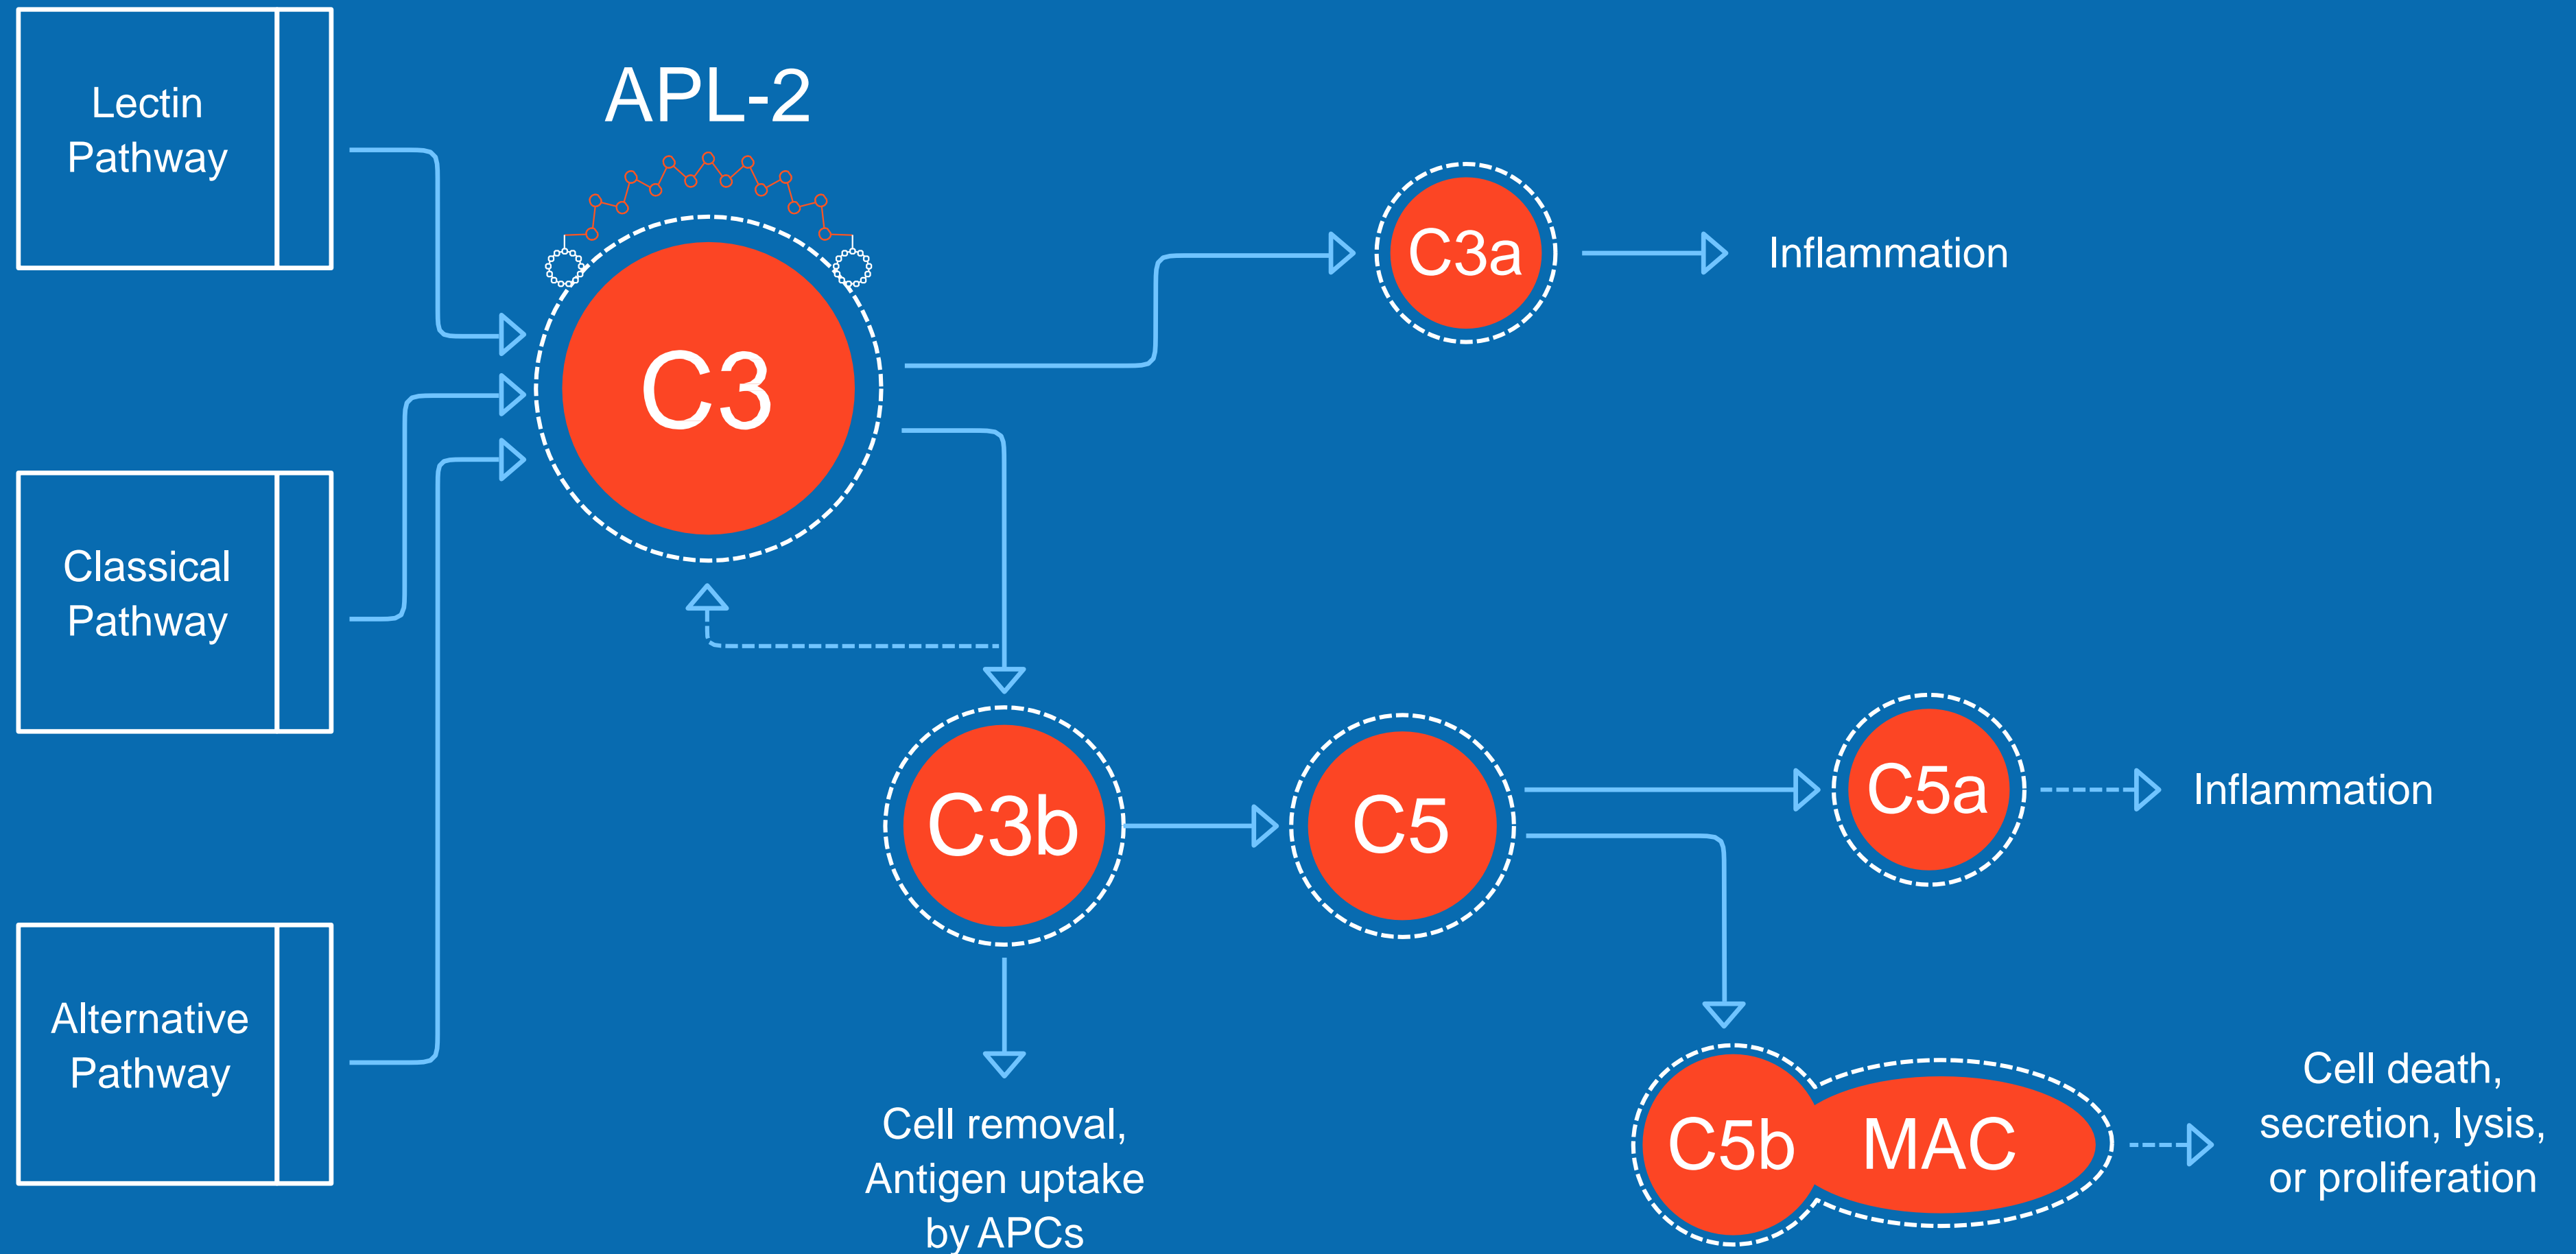 Lectin
Pathway
APL-2
C3
C3a
Inflammation
Classical
Pathway
C3b
C5
C5a
Inflammation
Alternative
Pathway
Cell removal,
Antigen uptake
by APCs
C5b
MAC
Cell death,
secretion, lysis,
or proliferation